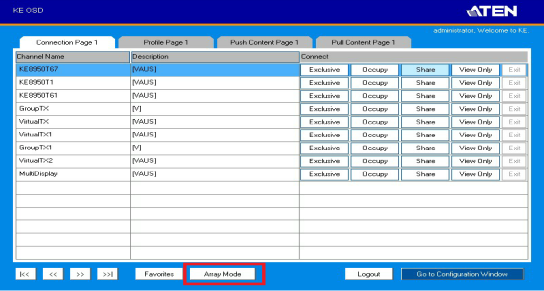 KE OSD
ATEN
administrator, Welcome to KE.
Connection Page 1 Profile Page 1 Push Content Page 1 Pull Content Page 1
Channel Name Description Connect
KE8950T67 [VAUS] Exclusive Occupy Share View Only Exit
KE8950T1 [VAUS] Exclusive Occupy Share View Only Exit
KE8950T61 [VAUS] Exclusive Occupy Share View Only Exit
GroupTX [V] Exclusive Occupy Share View Only Exit
VirtualTX [VAUS] Exclusive Occupy Share View Only Exit
VirtualTX1 [VAUS] Exclusive Occupy Share View Only Exit
GroupTX1 [V] Exclusive Occupy Share View Only Exit
VirtualTX2 [VAUS] Exclusive Occupy Share View Only Exit
MultiDisplay [VAUS] Exclusive Occupy Share View Only Exit
|<< << >> >>| Favorites Array Mode Logout Go to Configuration Window